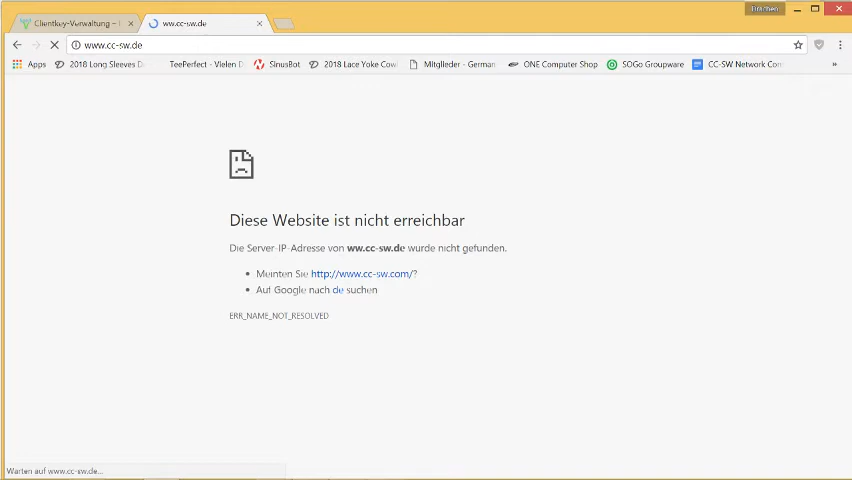 Clientkey-Verwaltung –
ww.cc-sw.de
www.cc-sw.de
Apps
2018 Long Sleeves D
TeePerfect - Vielen D
SinusBot
2018 Lace Yoke Cow
Mitglieder - German
ONE Computer Shop
SOGo Groupware
CC-SW Network Con
»
Diese Website ist nicht erreichbar
Die Server-IP-Adresse von ww.cc-sw.de wurde nicht gefunden.
• Meinten Sie http://www.cc-sw.com/?
• Auf Google nach de suchen
ERR_NAME_NOT_RESOLVED
Warten auf www.cc-sw.de...